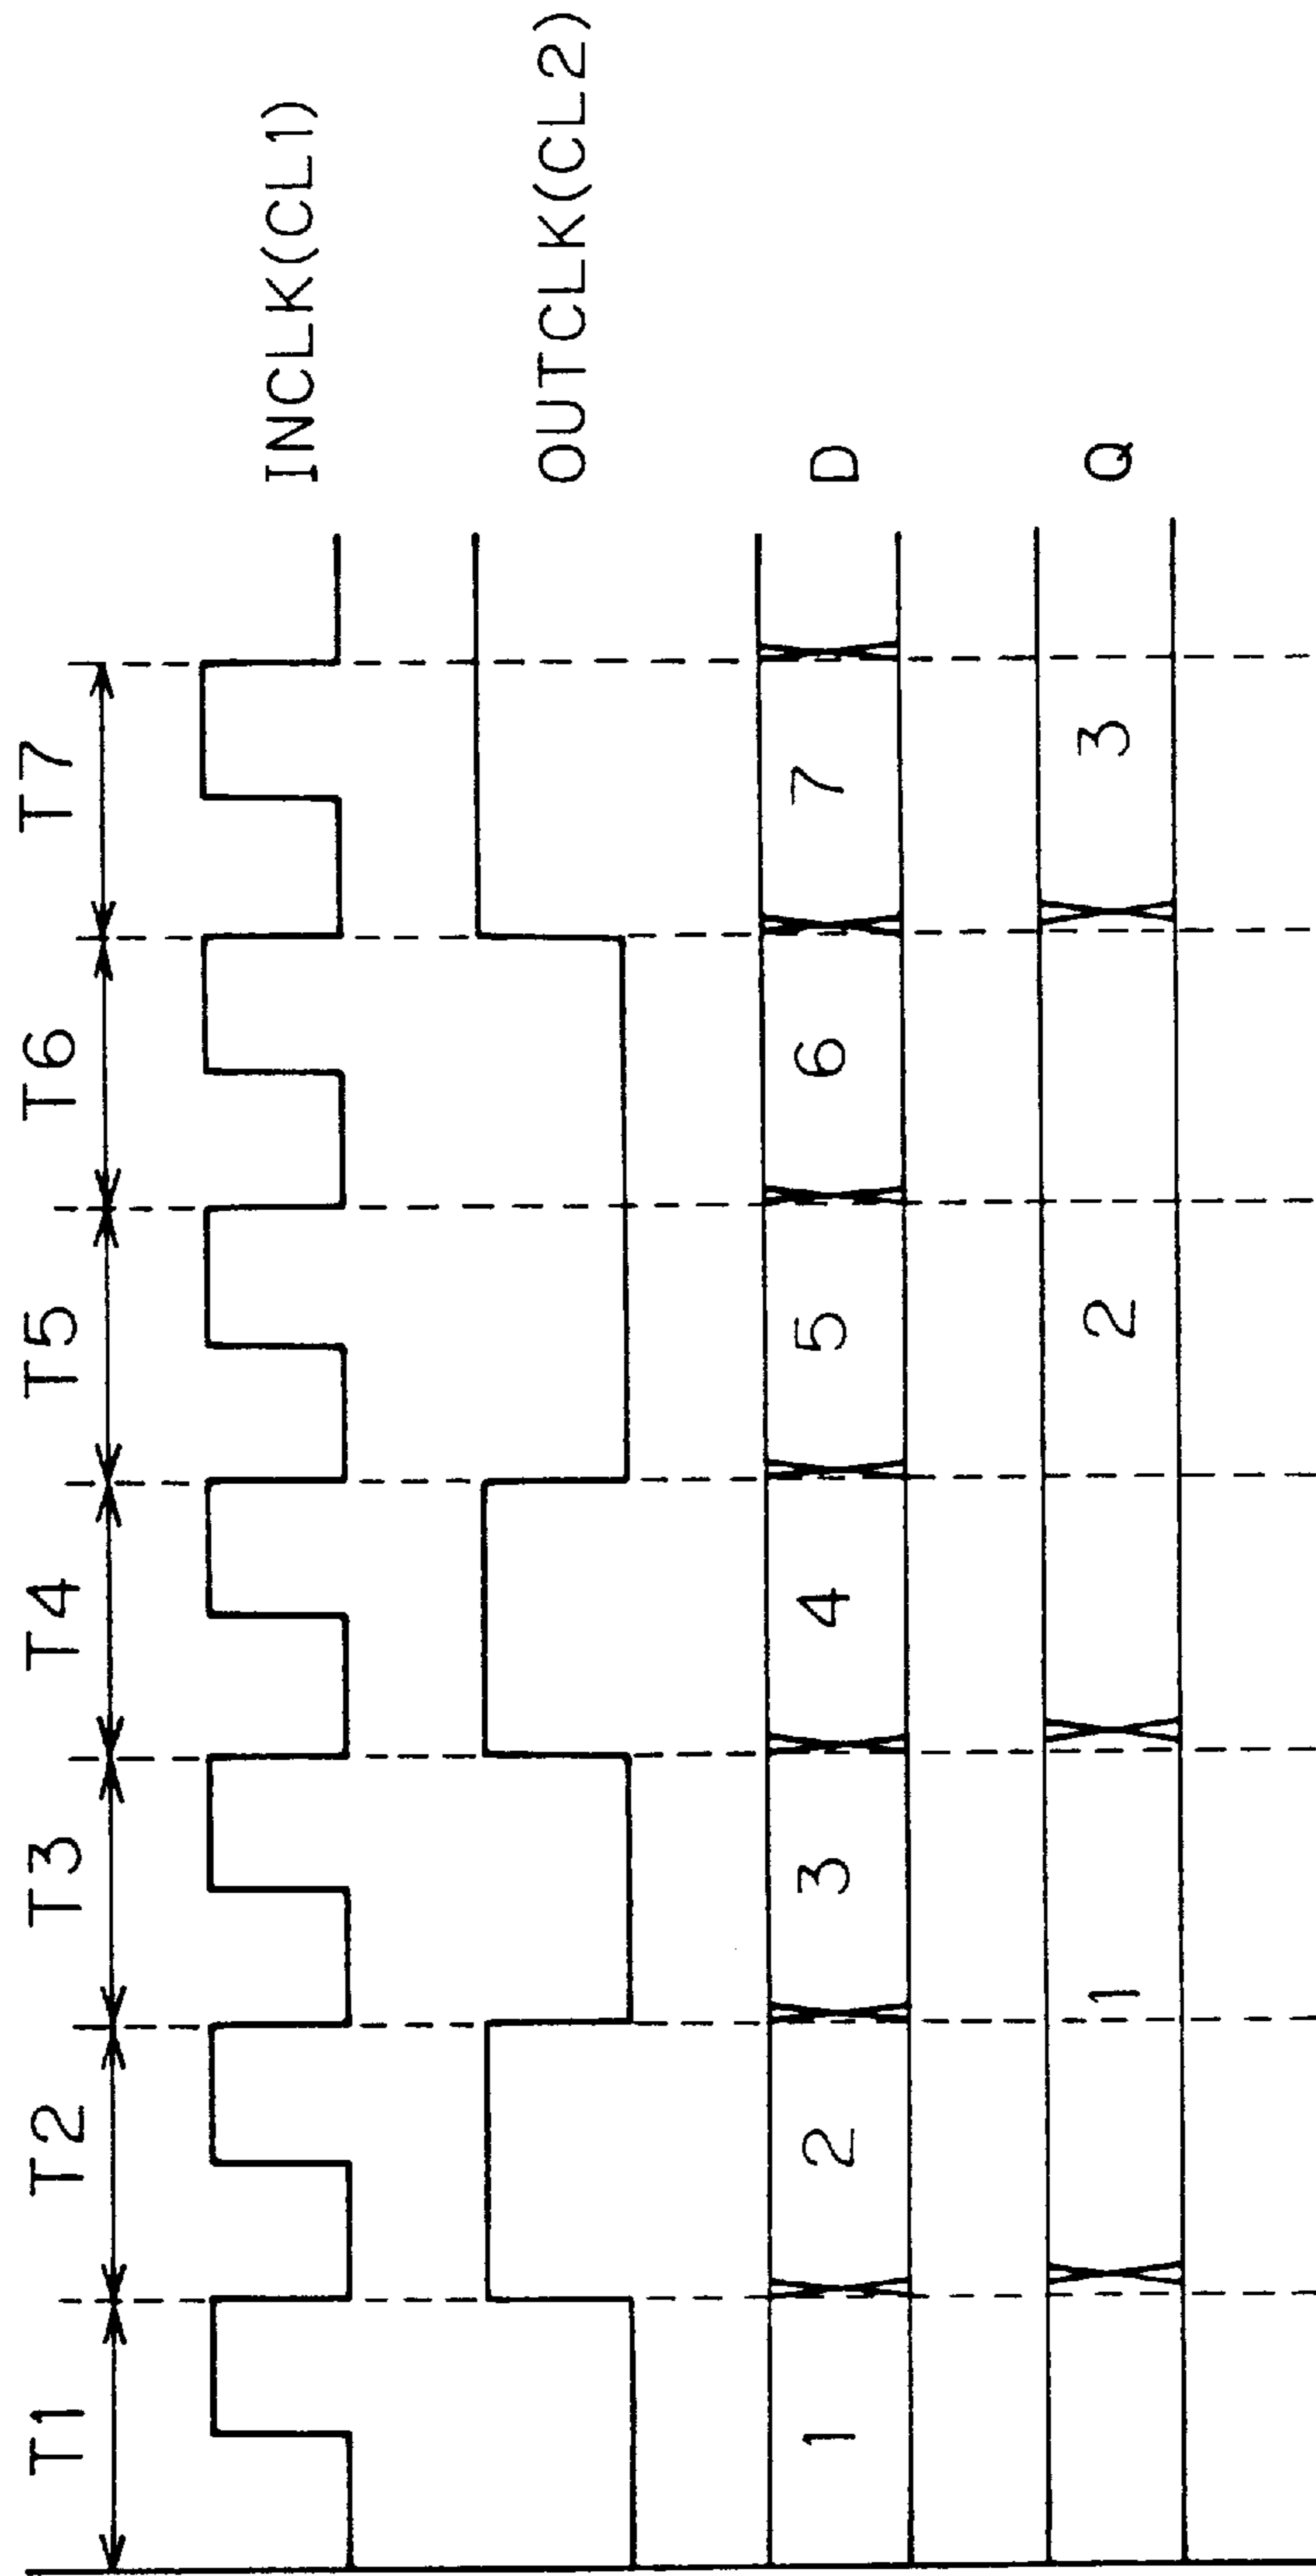 T1 T2 T3 T4 T5 T6 T7
INCLK(CL1)
OUTCLK(CL2)
1 2 3 4 5 6 7 D
1 2 3 Q